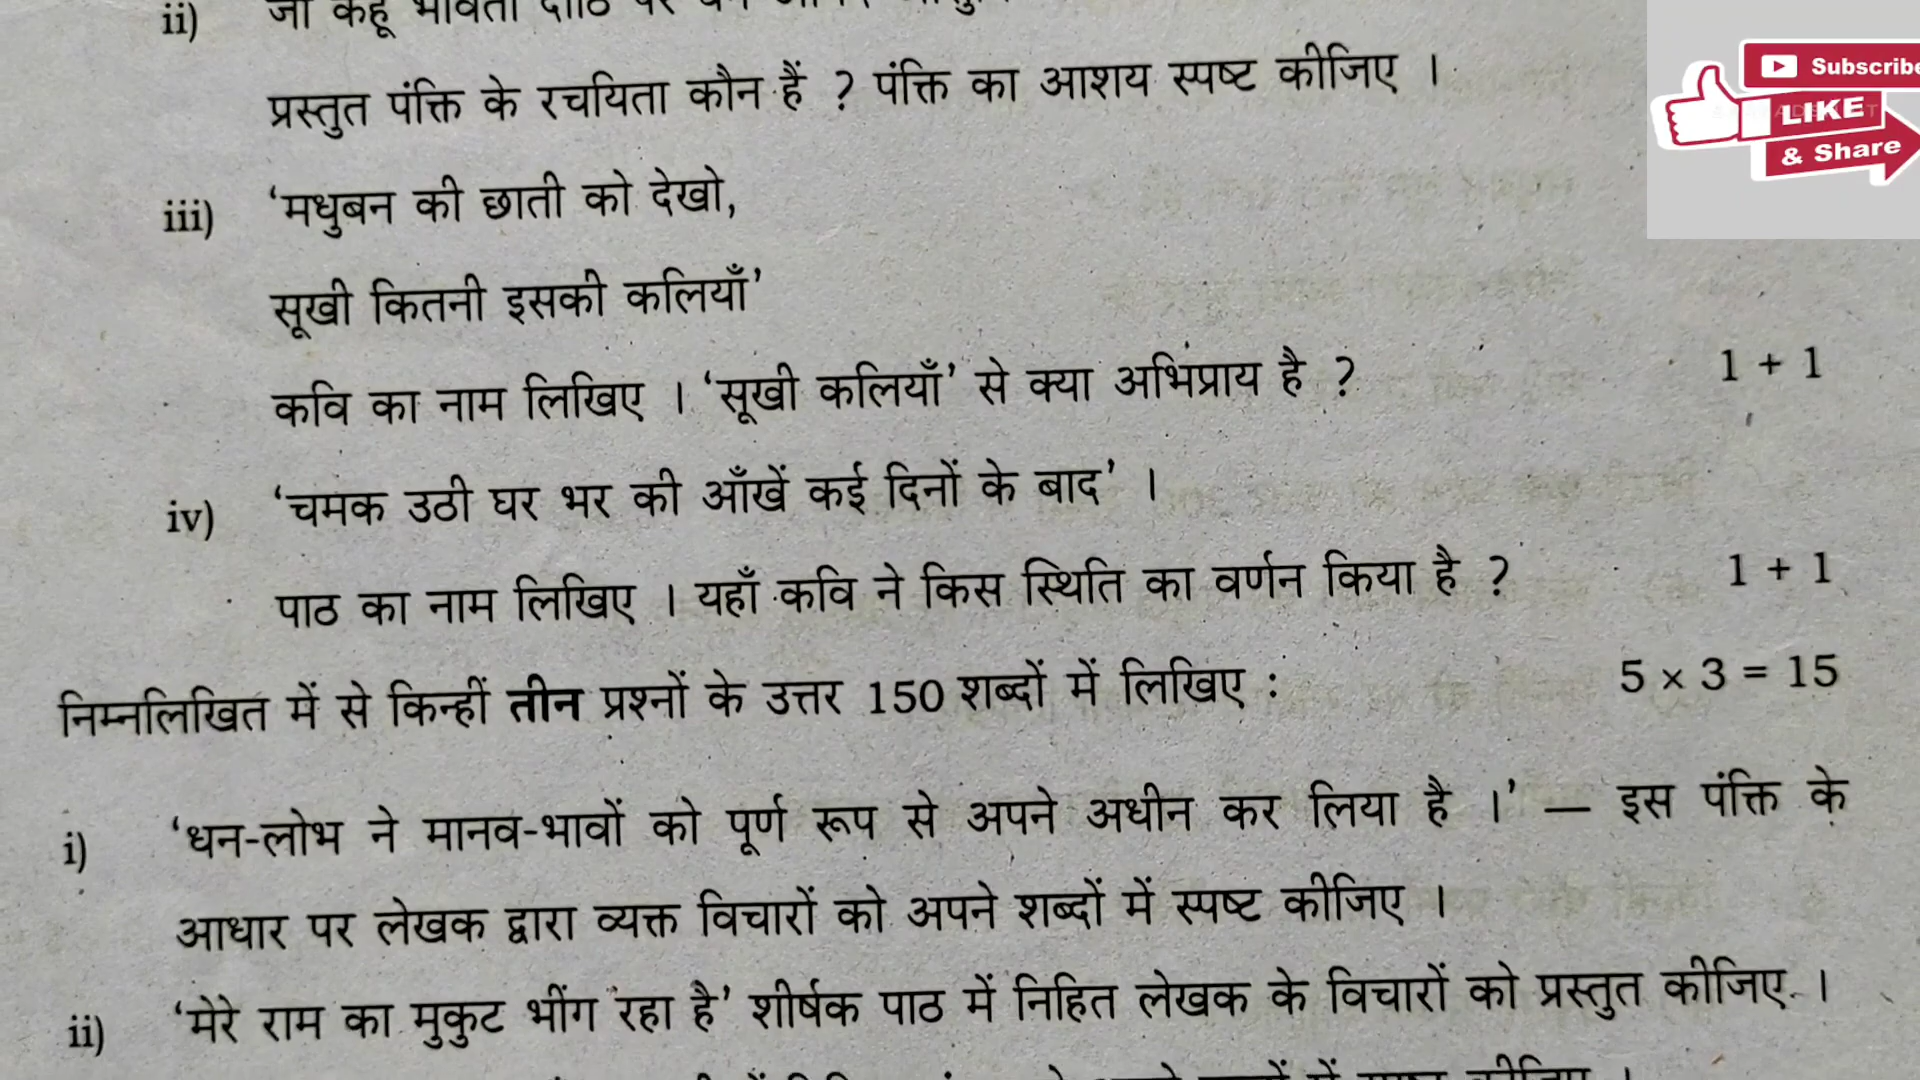 ii)
प्रस्तुत पंक्ति के रचयिता कौन हैं ? पंक्ति का आशय स्पष्ट कीजिए ।
iii) ‘मधुबन की छाती को देखो,
सूखी कितनी इसकी कलियाँ’
कवि का नाम लिखिए । ‘सूखी कलियाँ’ से क्या अभिप्राय है ? 1 + 1
iv) ‘चमक उठी घर भर की आँखें कई दिनों के बाद’ ।
पाठ का नाम लिखिए । यहाँ कवि ने किस स्थिति का वर्णन किया है ? 1 + 1
निम्नलिखित में से किन्हीं तीन प्रश्नों के उत्तर 150 शब्दों में लिखिए : 5 × 3 = 15
i) ‘धन-लोभ ने मानव-भावों को पूर्ण रूप से अपने अधीन कर लिया है ।’ — इस पंक्ति के
आधार पर लेखक द्वारा व्यक्त विचारों को अपने शब्दों में स्पष्ट कीजिए ।
ii) ‘मेरे राम का मुकुट भींग रहा है’ शीर्षक पाठ में निहित लेखक के विचारों को प्रस्तुत कीजिए ।
Subscribe
LIKE
& Share